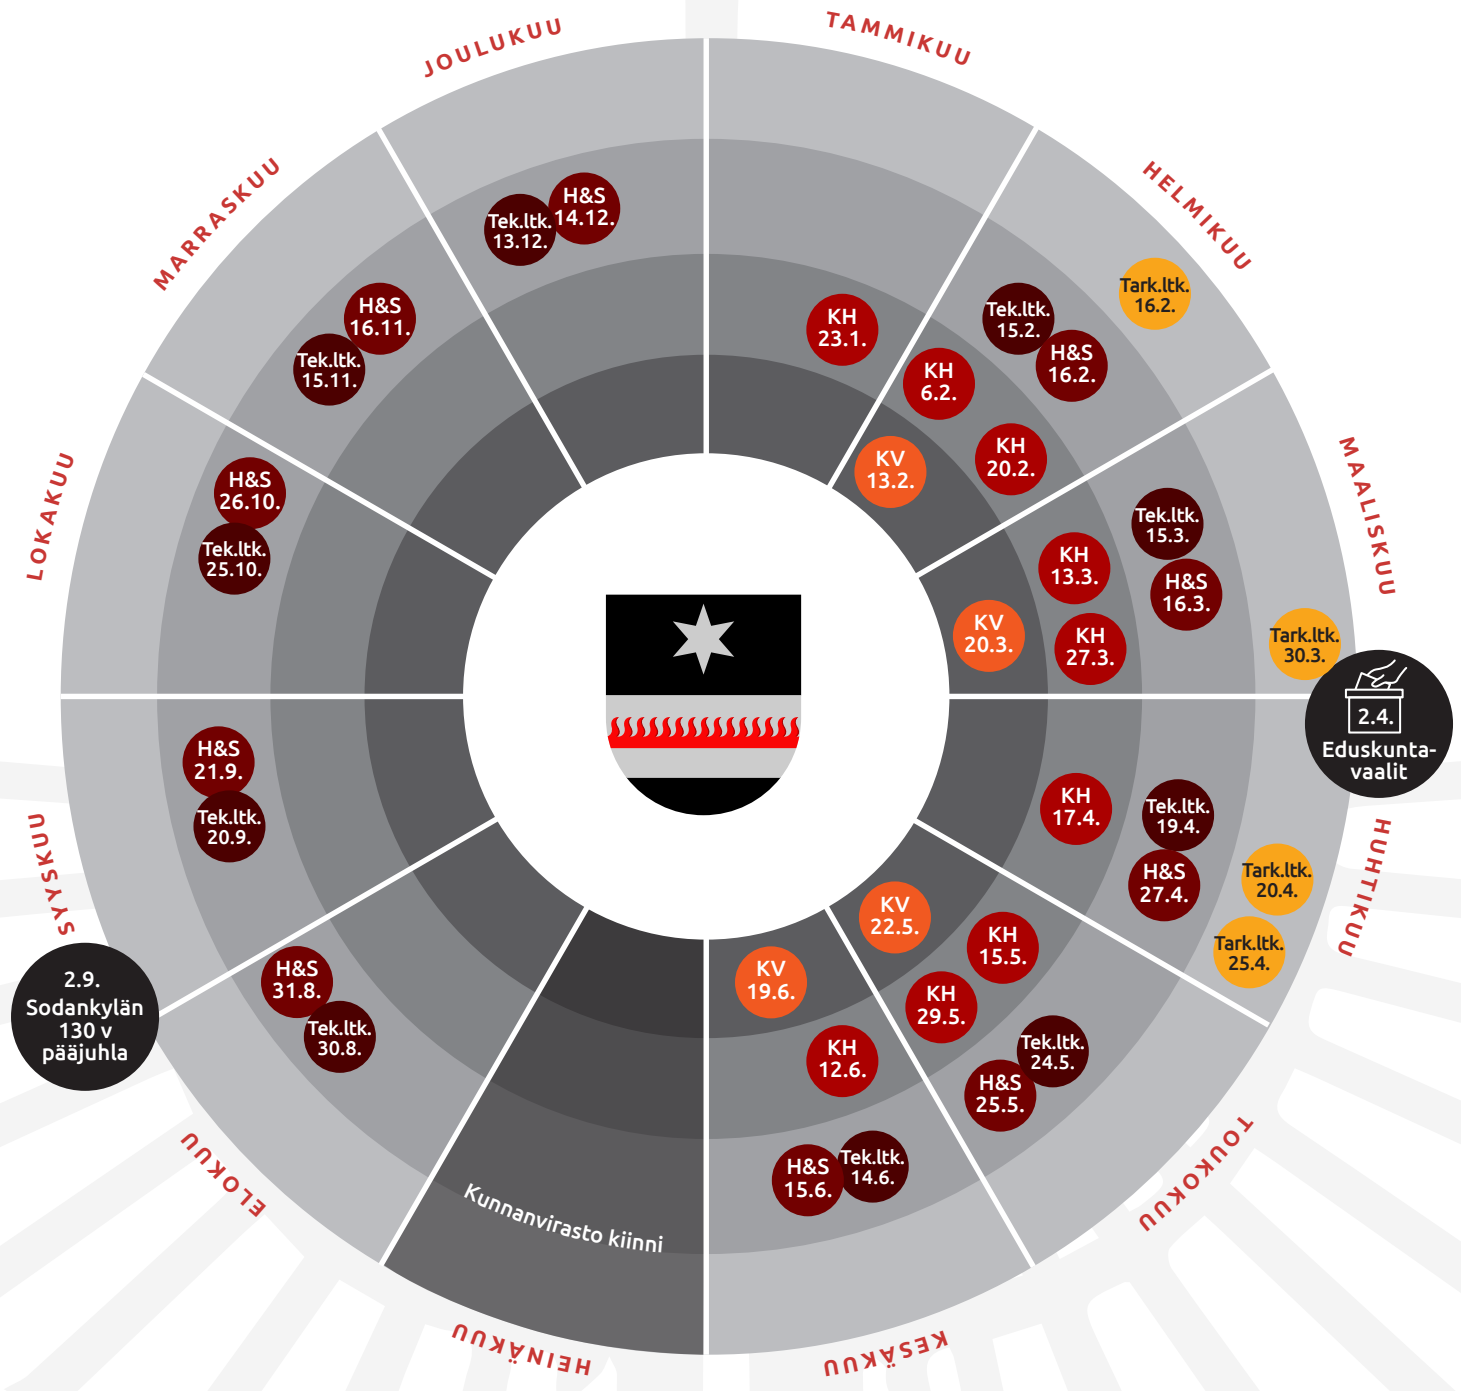 TAMMIKUU
KH
23.1.
HELMIKUU
Tark.ltk.
16.2.
Tek.ltk.
15.2.
H&S
16.2.
KH
6.2.
KH
20.2.
KV
13.2.
MAALISKUU
Tek.ltk.
15.3.
H&S
16.3.
KH
13.3.
KH
27.3.
KV
20.3.
Tark.ltk.
30.3.
2.4.
Eduskunta-
vaalit
HUHTIKUU
KH
17.4.
Tek.ltk.
19.4.
H&S
27.4.
Tark.ltk.
20.4.
Tark.ltk.
25.4.
TOUKOKUU
KV
22.5.
KH
15.5.
KH
29.5.
Tek.ltk.
24.5.
H&S
25.5.
KESÄKUU
KV
19.6.
KH
12.6.
H&S
15.6.
Tek.ltk.
14.6.
HEINÄKUU
Kunnanvirasto kiinni
ELOKUU
H&S
31.8.
Tek.ltk.
30.8.
2.9.
Sodankylän
130 v
pääjuhla
SYYSKUU
H&S
21.9.
Tek.ltk.
20.9.
LOKAKUU
H&S
26.10.
Tek.ltk.
25.10.
MARRASKUU
H&S
16.11.
Tek.ltk.
15.11.
JOULUKUU
Tek.ltk.
13.12.
H&S
14.12.